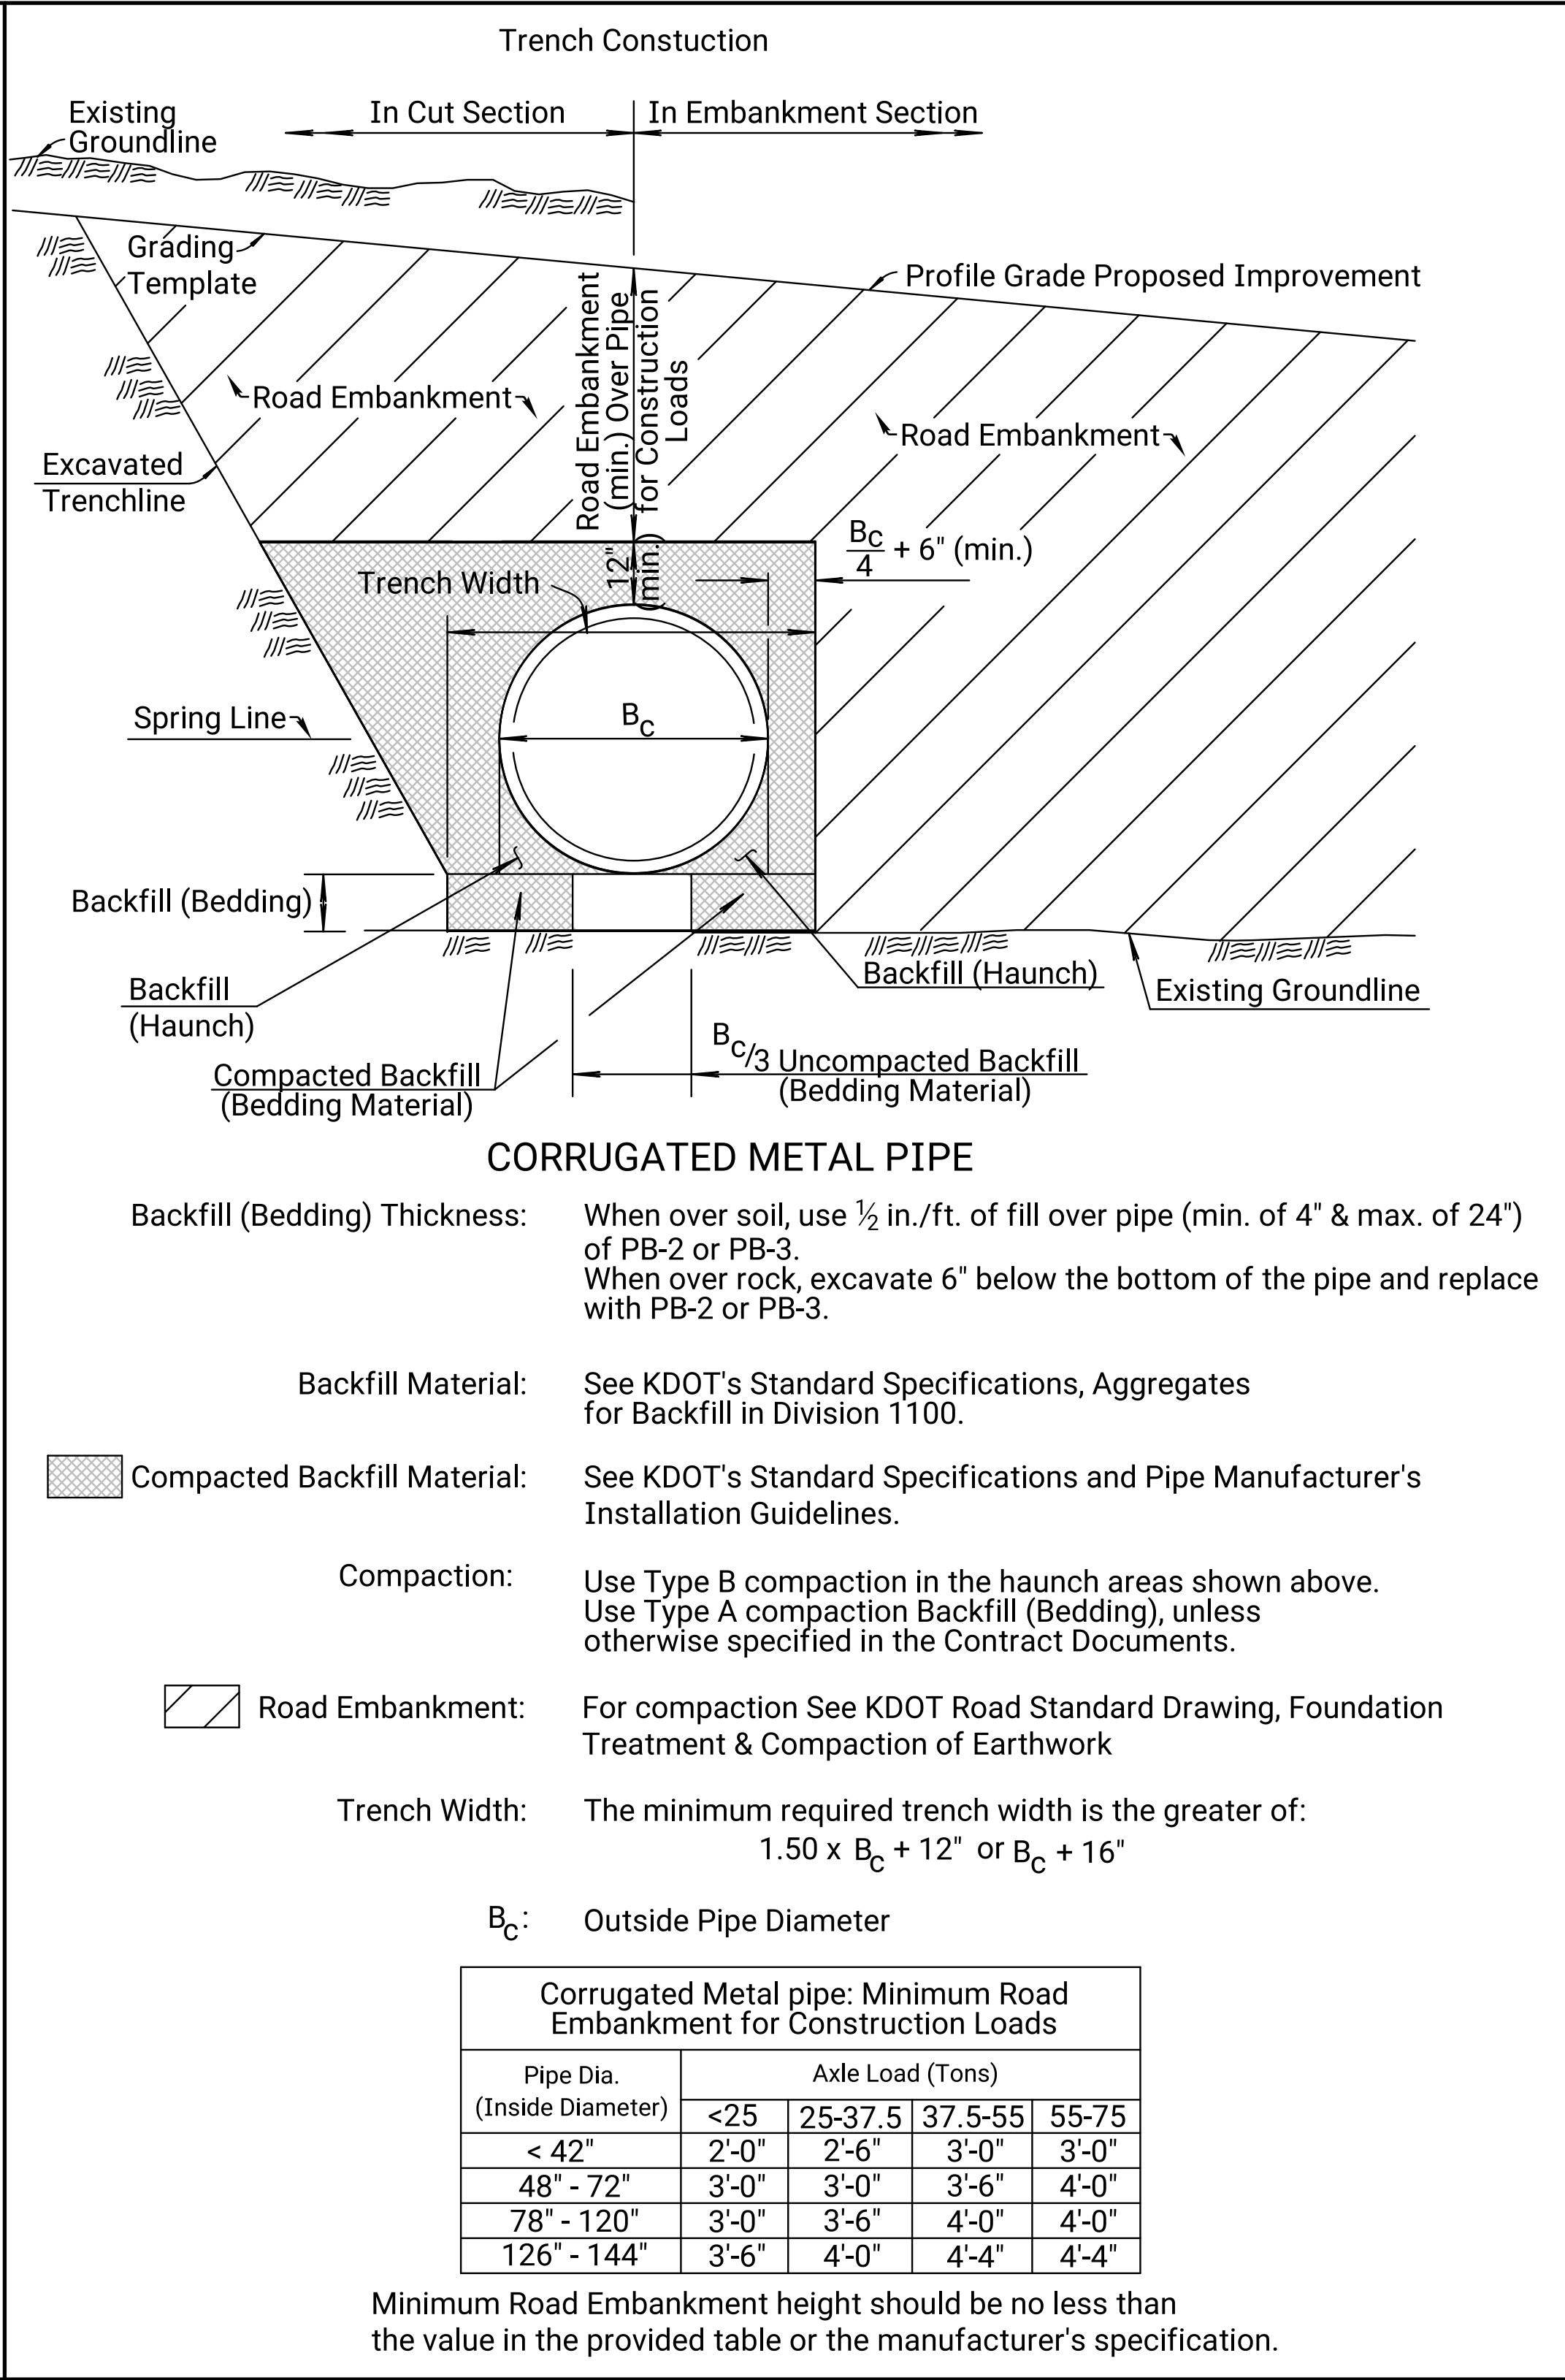 Trench Constuction
In Cut Section
In Embankment Section
Existing
Groundline
Grading
Template
Profile Grade Proposed Improvement
Road Embankment
(min.) Over Pipe
for Construction
Loads
Road Embankment
Road Embankment
Excavated
Trenchline
12"
(min.)
Bc/4 + 6" (min.)
Trench Width
Spring Line
Bc
Backfill (Bedding)
Backfill
(Haunch)
Backfill (Haunch)
Existing Groundline
Compacted Backfill
(Bedding Material)
Bc/3 Uncompacted Backfill
(Bedding Material)
CORRUGATED METAL PIPE
Backfill (Bedding) Thickness: When over soil, use ½ in./ft. of fill over pipe (min. of 4" & max. of 24")
of PB-2 or PB-3.
When over rock, excavate 6" below the bottom of the pipe and replace
with PB-2 or PB-3.
Backfill Material: See KDOT's Standard Specifications, Aggregates
for Backfill in Division 1100.
Compacted Backfill Material: See KDOT's Standard Specifications and Pipe Manufacturer's
Installation Guidelines.
Compaction: Use Type B compaction in the haunch areas shown above.
Use Type A compaction Backfill (Bedding), unless
otherwise specified in the Contract Documents.
Road Embankment: For compaction See KDOT Road Standard Drawing, Foundation
Treatment & Compaction of Earthwork
Trench Width: The minimum required trench width is the greater of:
1.50 x Bc + 12" or Bc + 16"
Bc: Outside Pipe Diameter
Corrugated Metal pipe: Minimum Road
Embankment for Construction Loads
Pipe Dia.
(Inside Diameter)
Axle Load (Tons)
<25 25-37.5 37.5-55 55-75
< 42" 2'-0" 2'-6" 3'-0" 3'-0"
48" - 72" 3'-0" 3'-0" 3'-6" 4'-0"
78" - 120" 3'-0" 3'-6" 4'-0" 4'-0"
126" - 144" 3'-6" 4'-0" 4'-4" 4'-4"
Minimum Road Embankment height should be no less than
the value in the provided table or the manufacturer's specification.